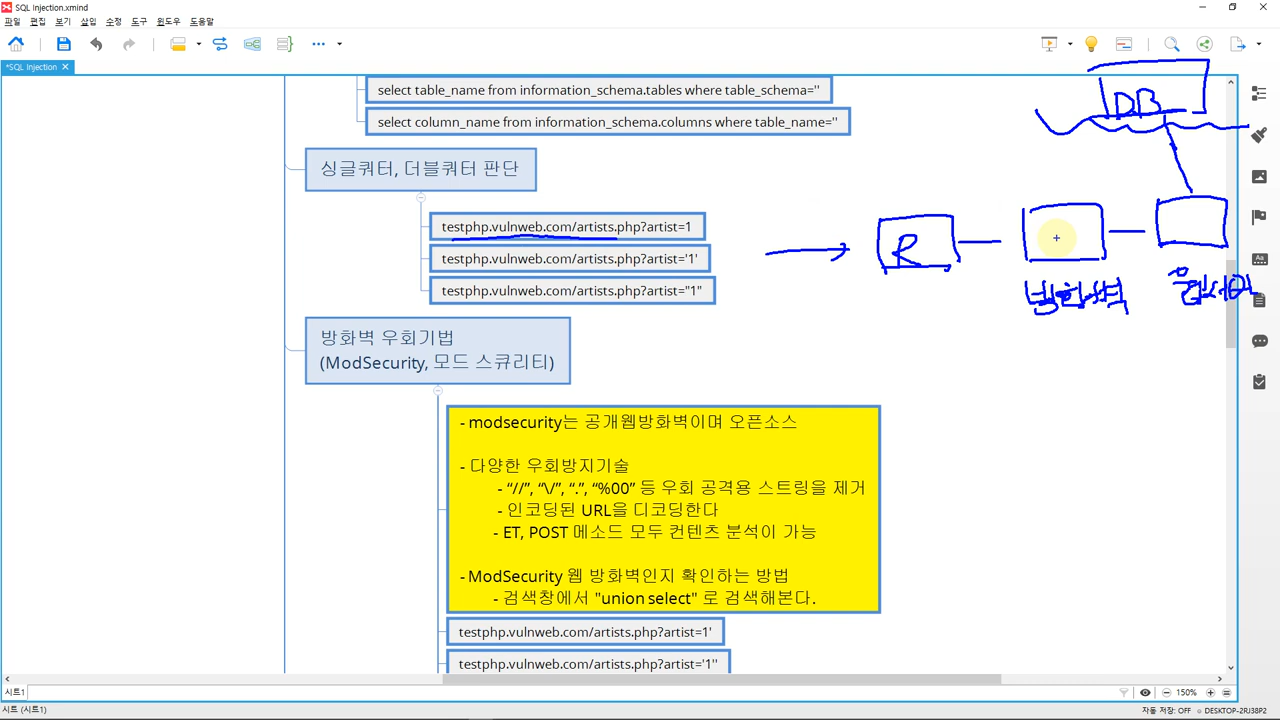 SQL Injection.xmind
파일 편집 보기 삽입 수정 도구 윈도우 도움말
*SQL Injection
select table_name from information_schema.tables where table_schema=''
select column_name from information_schema.columns where table_name=''
싱글쿼터, 더블쿼터 판단
testphp.vulnweb.com/artists.php?artist=1
testphp.vulnweb.com/artists.php?artist='1'
testphp.vulnweb.com/artists.php?artist="1"
DB
R
방화벽
웹서버
방화벽 우회기법
(ModSecurity, 모드 스큐리티)
- modsecurity는 공개웹방화벽이며 오픈소스
- 다양한 우회방지기술
- “//”, “\/”, “.”, “%00” 등 우회 공격용 스트링을 제거
- 인코딩된 URL을 디코딩한다
- ET, POST 메소드 모두 컨텐츠 분석이 가능
- ModSecurity 웹 방화벽인지 확인하는 방법
- 검색창에서 "union select" 로 검색해본다.
testphp.vulnweb.com/artists.php?artist=1'
testphp.vulnweb.com/artists.php?artist='1''
시트1
150%
시트 (시트1)
자동 저장: OFF
DESKTOP-2RJ38P2